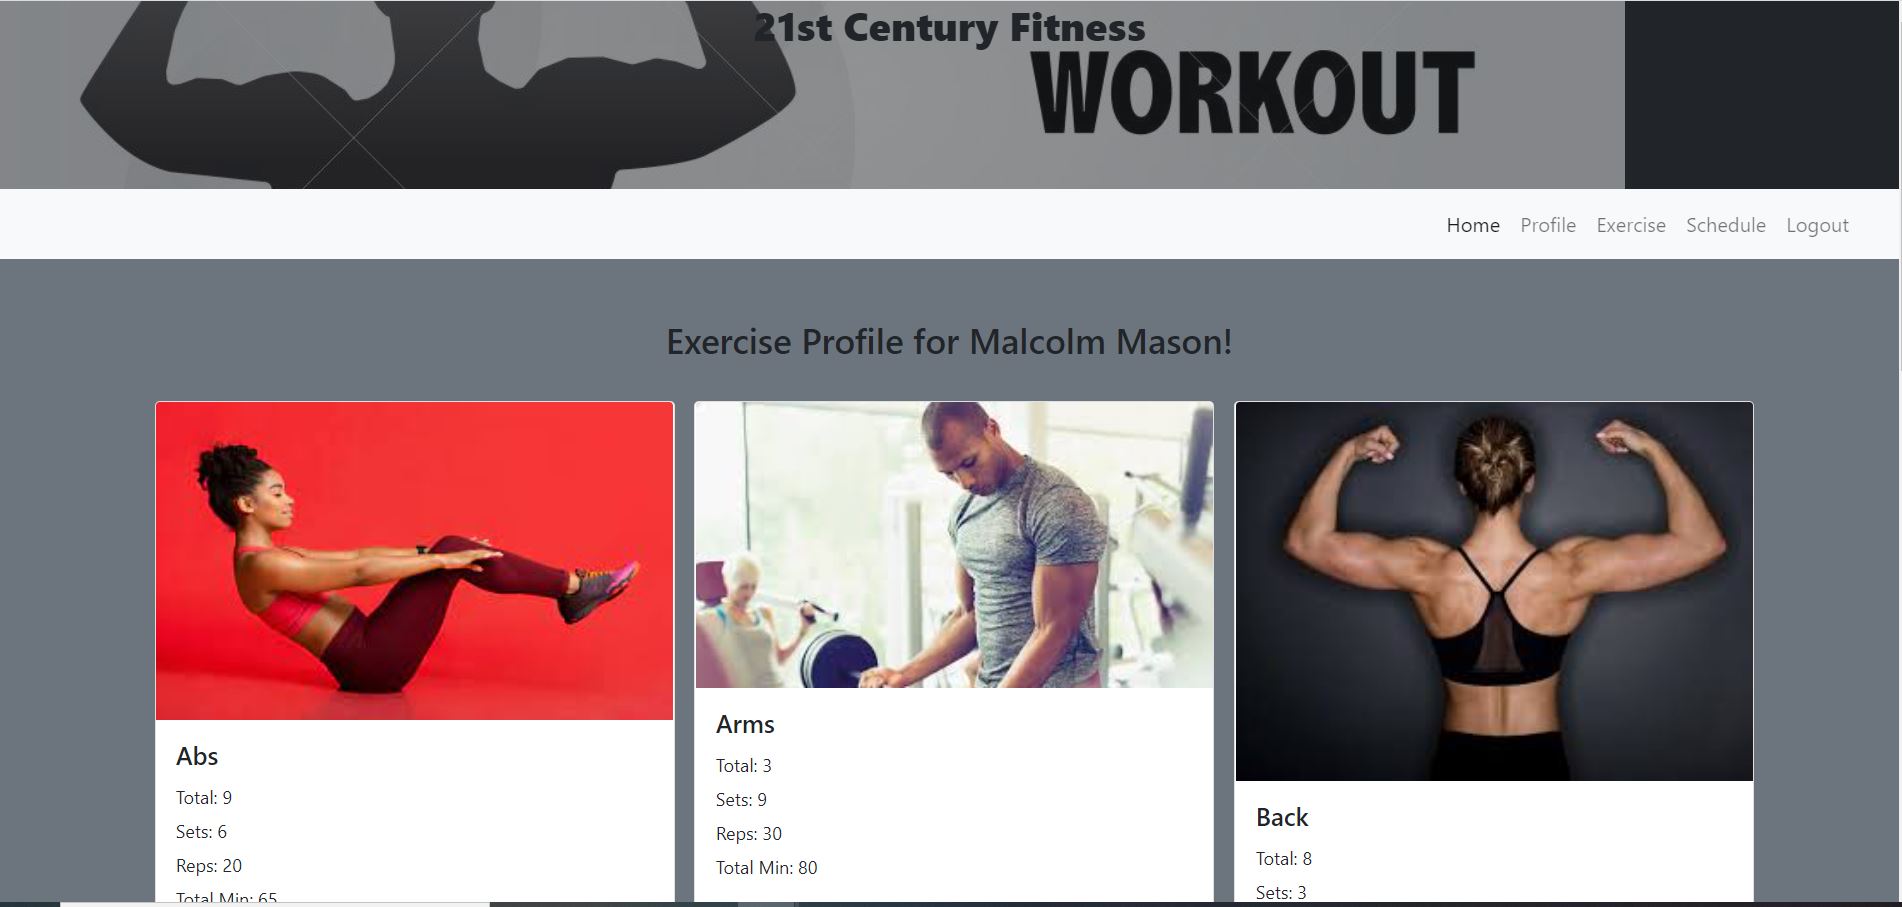 21st Century Fitness
WORKOUT
Home Profile Exercise Schedule Logout
Exercise Profile for Malcolm Mason!
Abs
Total: 9
Sets: 6
Reps: 20
Total Min: 65
Arms
Total: 3
Sets: 9
Reps: 30
Total Min: 80
Back
Total: 8
Sets: 3